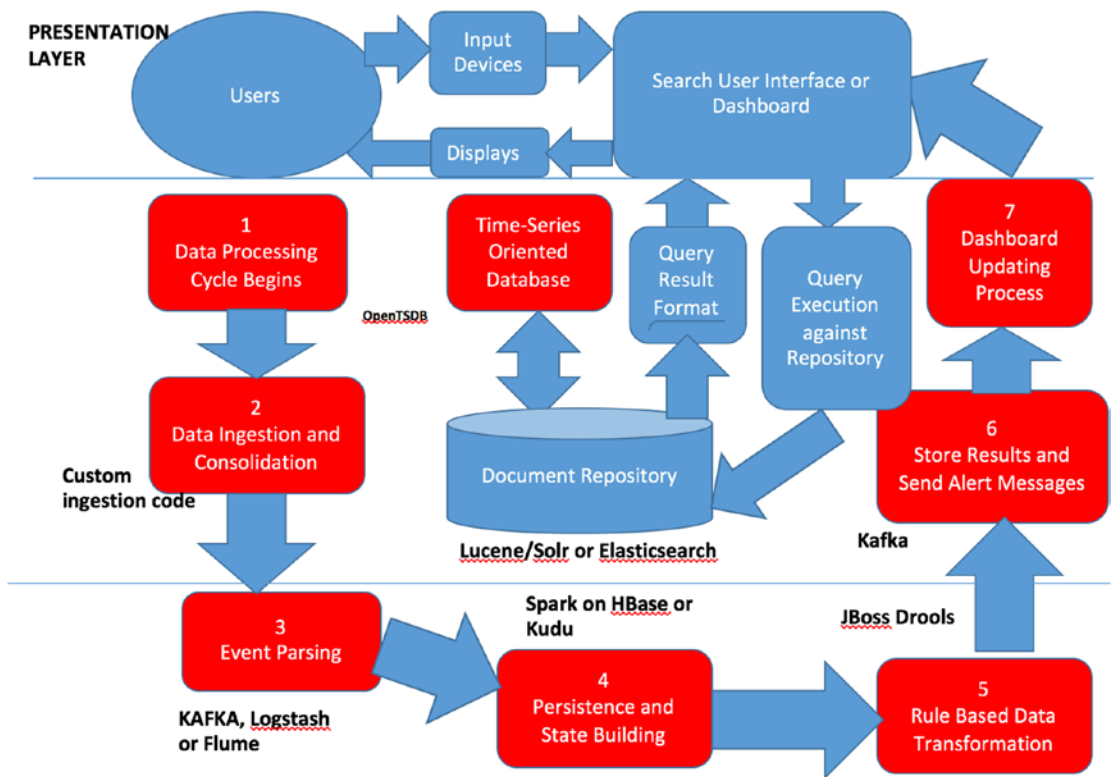 PRESENTATION
LAYER
Users
Input
Devices
Search User Interface or
Dashboard
Displays
1
Data Processing
Cycle Begins
Time-Series
Oriented
Database
Query
Result
Format
Query
Execution
against
Repository
7
Dashboard
Updating
Process
OpenTSDB
2
Data Ingestion and
Consolidation
Custom
ingestion code
Document Repository
Lucene/Solr or Elasticsearch
6
Store Results and
Send Alert Messages
Kafka
3
Event Parsing
KAFKA, Logstash
or Flume
Spark on HBase or
Kudu
4
Persistence and
State Building
JBoss Drools
5
Rule Based Data
Transformation